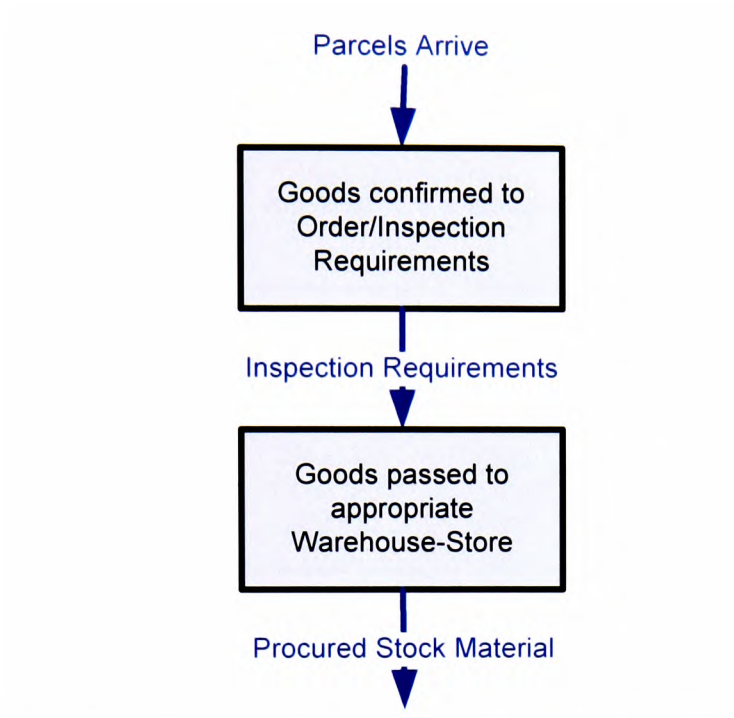 Parcels Arrive
Goods confirmed to
Order/Inspection
Requirements
Inspection Requirements
Goods passed to
appropriate
Warehouse-Store
Procured Stock Material